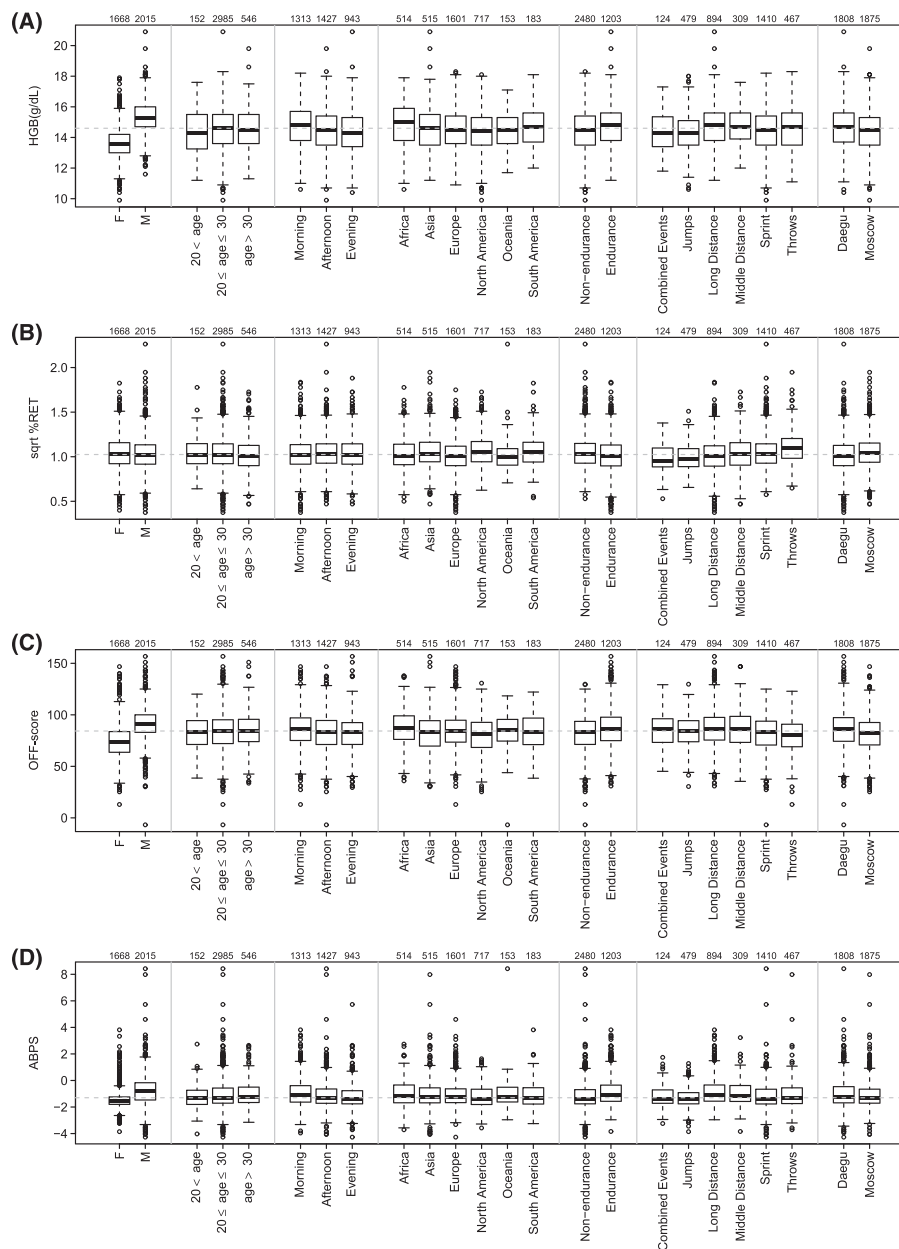 (A)
1668 2015 152 2985 546 1313 1427 943 514 515 1601 717 153 183 2480 1203 124 479 894 309 1410 467 1808 1875
HGB(g/dL)
20
18
16
14
12
10
F
M
20 < age
20 ≤ age ≤ 30
age > 30
Morning
Afternoon
Evening
Africa
Asia
Europe
North America
Oceania
South America
Non−endurance
Endurance
Combined Events
Jumps
Long Distance
Middle Distance
Sprint
Throws
Daegu
Moscow
(B)
1668 2015 152 2985 546 1313 1427 943 514 515 1601 717 153 183 2480 1203 124 479 894 309 1410 467 1808 1875
sqrt %RET
2.0
1.5
1.0
0.5
F
M
20 < age
20 ≤ age ≤ 30
age > 30
Morning
Afternoon
Evening
Africa
Asia
Europe
North America
Oceania
South America
Non−endurance
Endurance
Combined Events
Jumps
Long Distance
Middle Distance
Sprint
Throws
Daegu
Moscow
(C)
1668 2015 152 2985 546 1313 1427 943 514 515 1601 717 153 183 2480 1203 124 479 894 309 1410 467 1808 1875
OFF-score
150
100
50
0
F
M
20 < age
20 ≤ age ≤ 30
age > 30
Morning
Afternoon
Evening
Africa
Asia
Europe
North America
Oceania
South America
Non−endurance
Endurance
Combined Events
Jumps
Long Distance
Middle Distance
Sprint
Throws
Daegu
Moscow
(D)
1668 2015 152 2985 546 1313 1427 943 514 515 1601 717 153 183 2480 1203 124 479 894 309 1410 467 1808 1875
ABPS
8
6
4
2
0
−2
−4
F
M
20 < age
20 ≤ age ≤ 30
age > 30
Morning
Afternoon
Evening
Africa
Asia
Europe
North America
Oceania
South America
Non−endurance
Endurance
Combined Events
Jumps
Long Distance
Middle Distance
Sprint
Throws
Daegu
Moscow